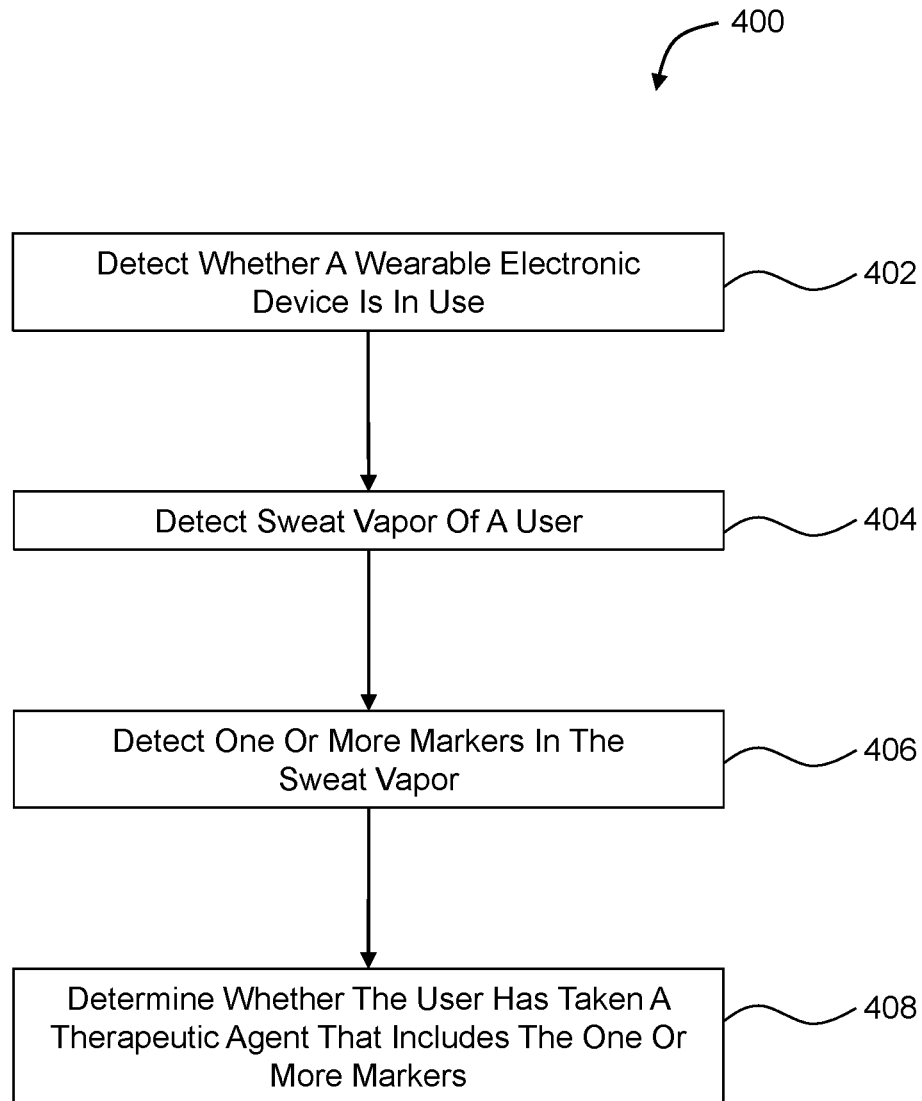 400
Detect Whether A Wearable Electronic
Device Is In Use
402
Detect Sweat Vapor Of A User
404
Detect One Or More Markers In The
Sweat Vapor
406
Determine Whether The User Has Taken A
Therapeutic Agent That Includes The One Or
More Markers
408